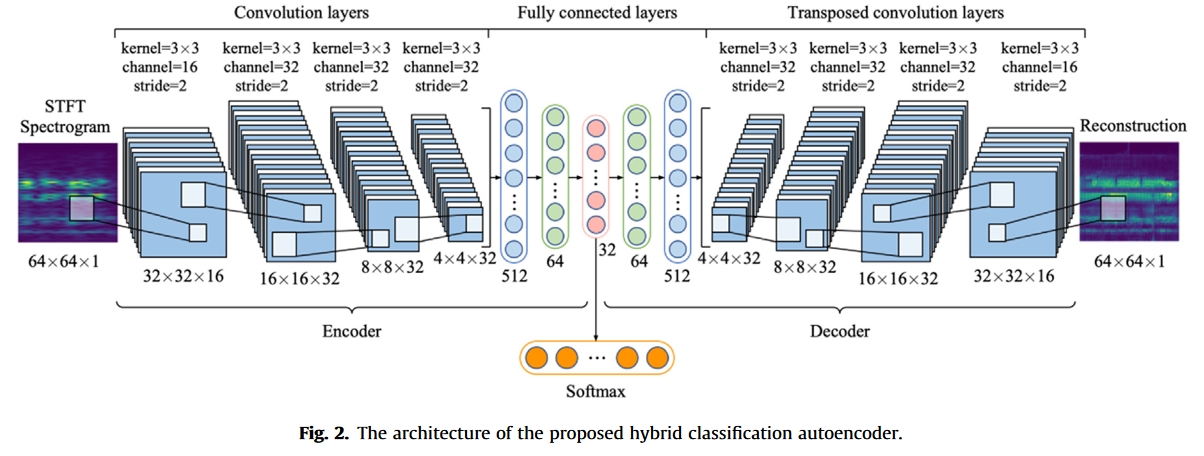 Convolution layers
Fully connected layers
Transposed convolution layers
kernel=3×3
channel=16
stride=2
kernel=3×3
channel=32
stride=2
kernel=3×3
channel=32
stride=2
kernel=3×3
channel=32
stride=2
kernel=3×3
channel=32
stride=2
kernel=3×3
channel=32
stride=2
kernel=3×3
channel=32
stride=2
kernel=3×3
channel=16
stride=2
STFT
Spectrogram
Reconstruction
64×64×1
32×32×16
16×16×32
8×8×32
4×4×32
512
64
32
64
512
4×4×32
8×8×32
16×16×32
32×32×16
64×64×1
Encoder
Decoder
Softmax
Fig. 2. The architecture of the proposed hybrid classification autoencoder.